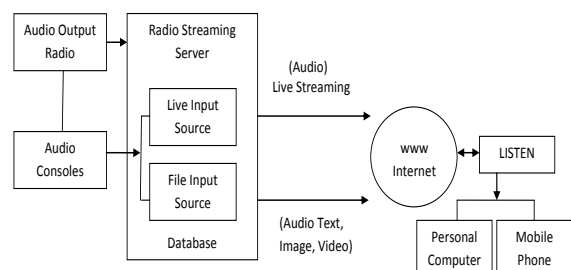 Audio Output
Radio
Audio
Consoles
Radio Streaming
Server
Live Input
Source
File Input
Source
Database
(Audio)
Live Streaming
(Audio Text,
Image, Video)
www
Internet
LISTEN
Personal
Computer
Mobile
Phone